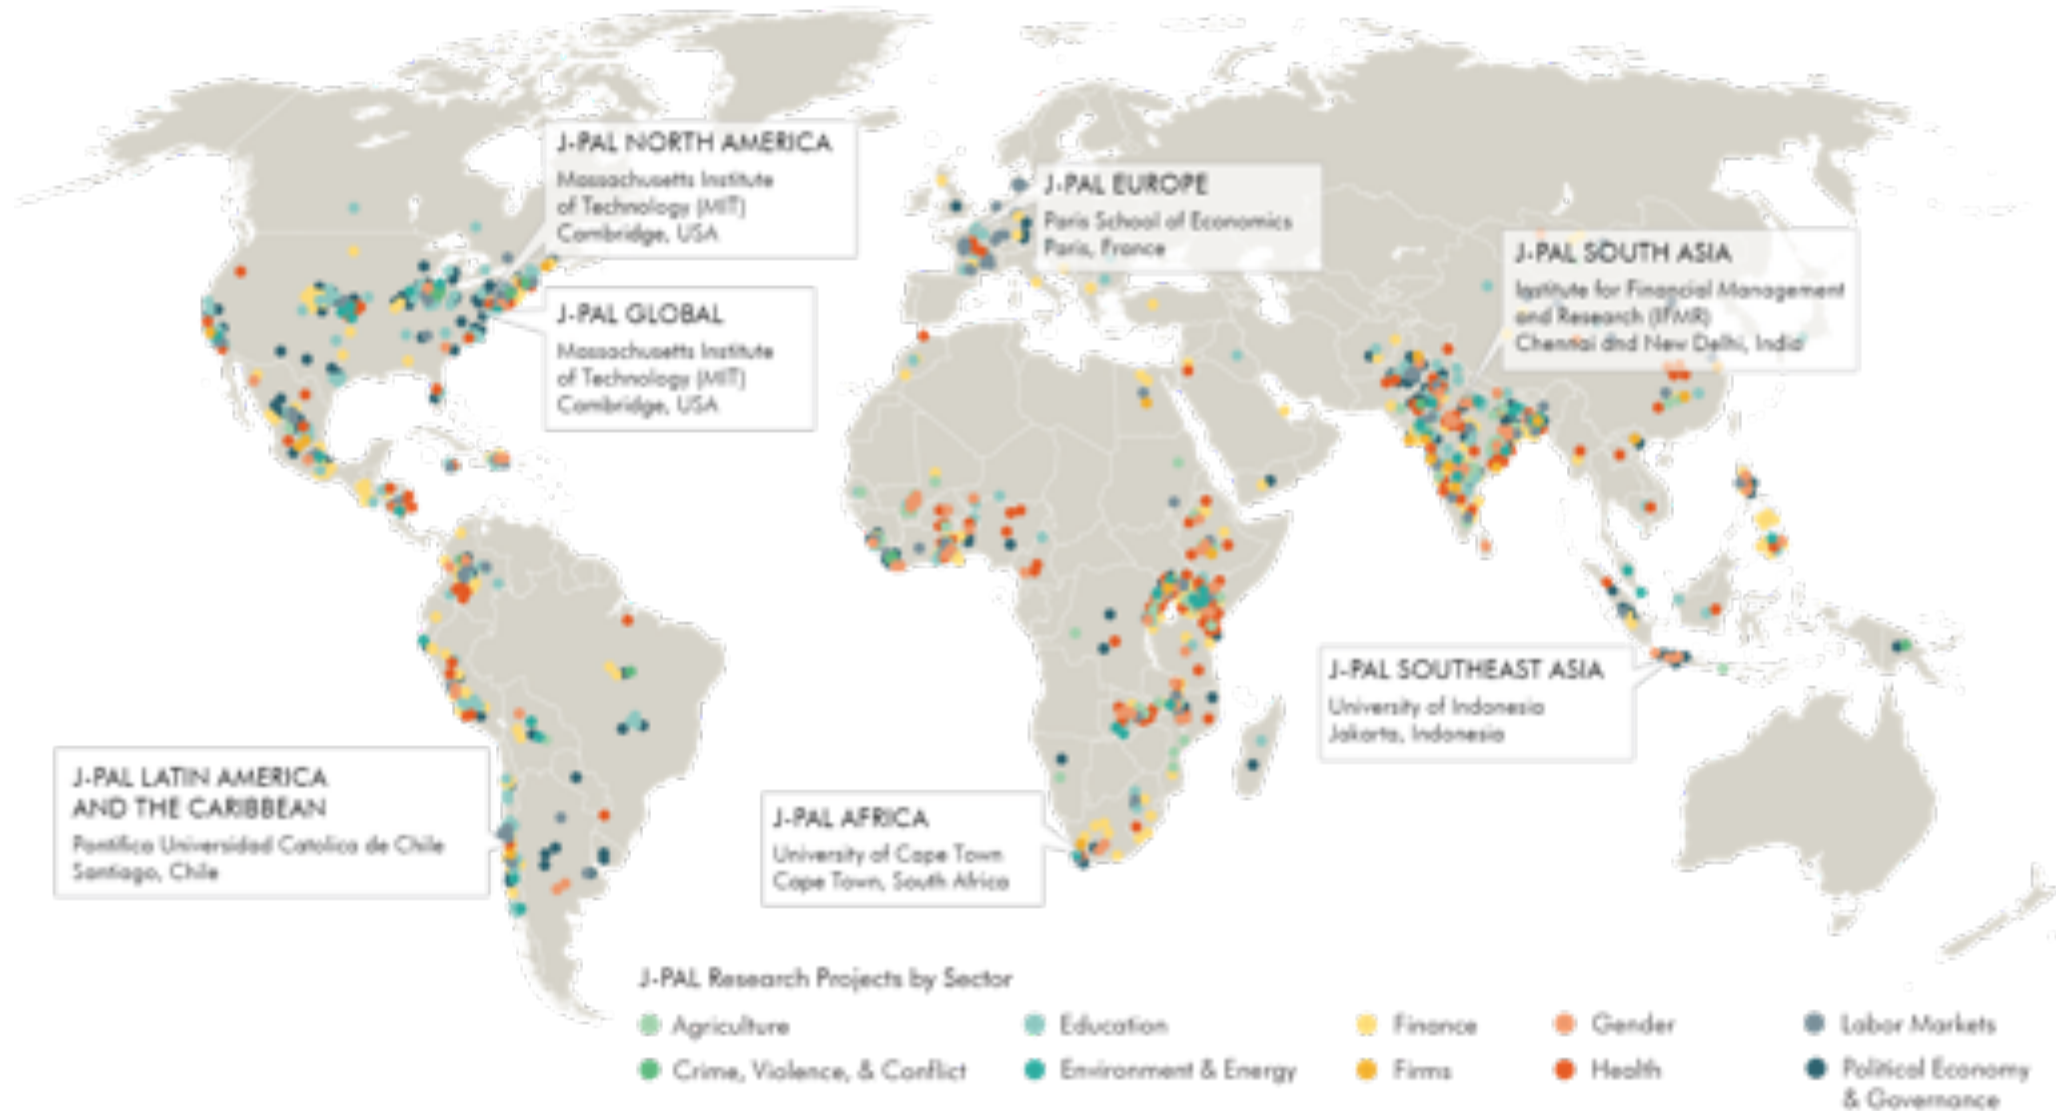 J-PAL NORTH AMERICA
Massachusetts Institute
of Technology (MIT)
Cambridge, USA
J-PAL EUROPE
Paris School of Economics
Paris, France
J-PAL SOUTH ASIA
Institute for Financial Management
and Research (IFMR)
Chennai and New Delhi, India
J-PAL GLOBAL
Massachusetts Institute
of Technology (MIT)
Cambridge, USA
J-PAL SOUTHEAST ASIA
University of Indonesia
Jakarta, Indonesia
J-PAL LATIN AMERICA
AND THE CARIBBEAN
Pontifica Universidad Catolica de Chile
Santiago, Chile
J-PAL AFRICA
University of Cape Town
Cape Town, South Africa
J-PAL Research Projects by Sector
Agriculture
Education
Finance
Gender
Labor Markets
Crime, Violence, & Conflict
Environment & Energy
Firms
Health
Political Economy
& Governance